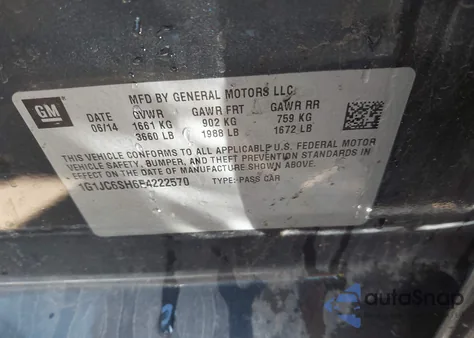 MFD BY GENERAL MOTORS LLC
GM
DATE GVWR GAWR FRT GAWR RR
06/14 1661 KG 902 KG 759 KG
3660 LB 1988 LB 1672 LB
THIS VEHICLE CONFORMS TO ALL APPLICABLE U.S. FEDERAL MOTOR
VEHICLE SAFETY, BUMPER, AND THEFT PREVENTION STANDARDS IN
EFFECT ON THE DATE OF MANUFACTURE SHOWN ABOVE.
1G1JC6SH6E4222570 TYPE: PASS CAR
autoSnap